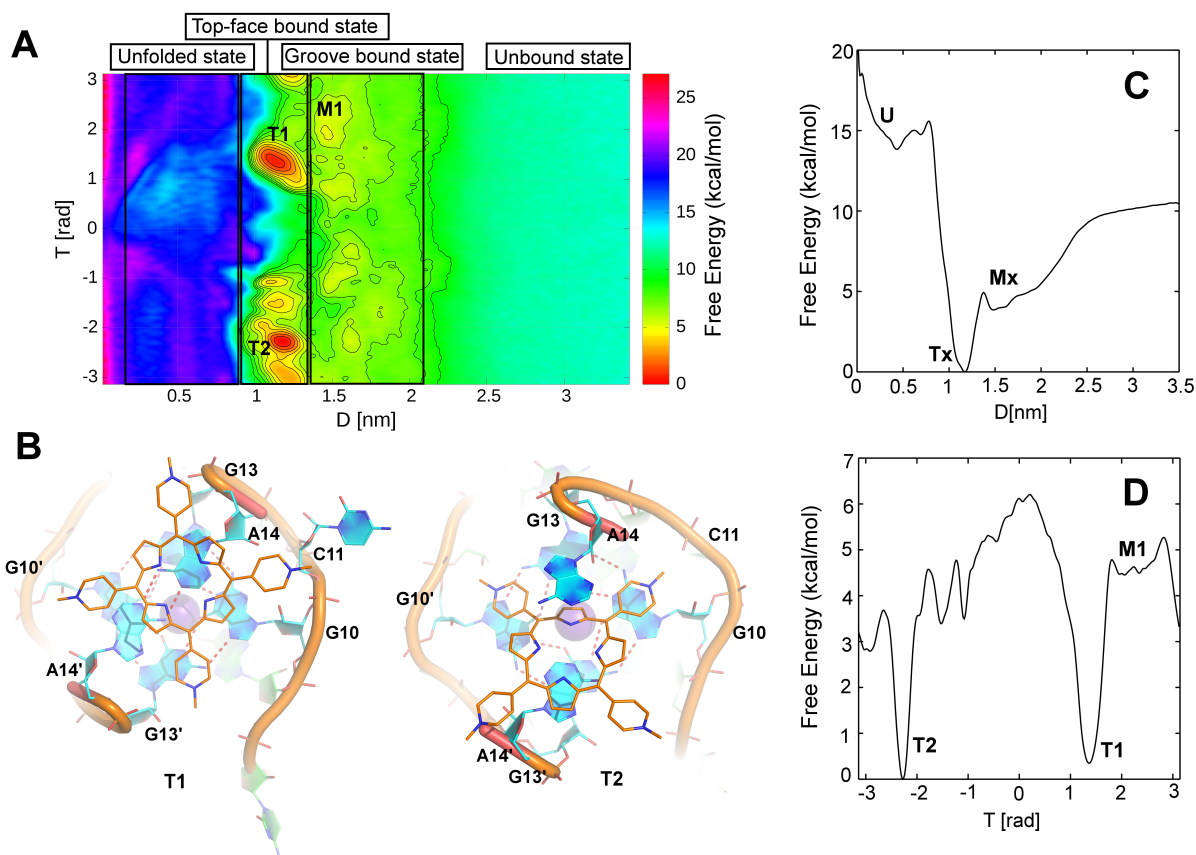 A
Top-face bound state
Unfolded state
Groove bound state
Unbound state
3
2
1
0
-1
-2
-3
T [rad]
M1
T1
T2
0.5
1
1.5
2
2.5
3
D [nm]
25
20
15
10
5
0
Free Energy (kcal/mol)
C
20
15
10
5
0
Free Energy (kcal/mol)
U
Tx
Mx
0
0.5
1
1.5
2
2.5
3
3.5
D[nm]
B
G13
A14
C11
G10'
G10
A14'
G13'
T1
G13
A14
C11
G10'
G10
A14'
G13'
T2
D
7
6
5
4
3
2
1
0
Free Energy (kcal/mol)
T2
T1
M1
-3
-2
-1
0
1
2
3
T [rad]